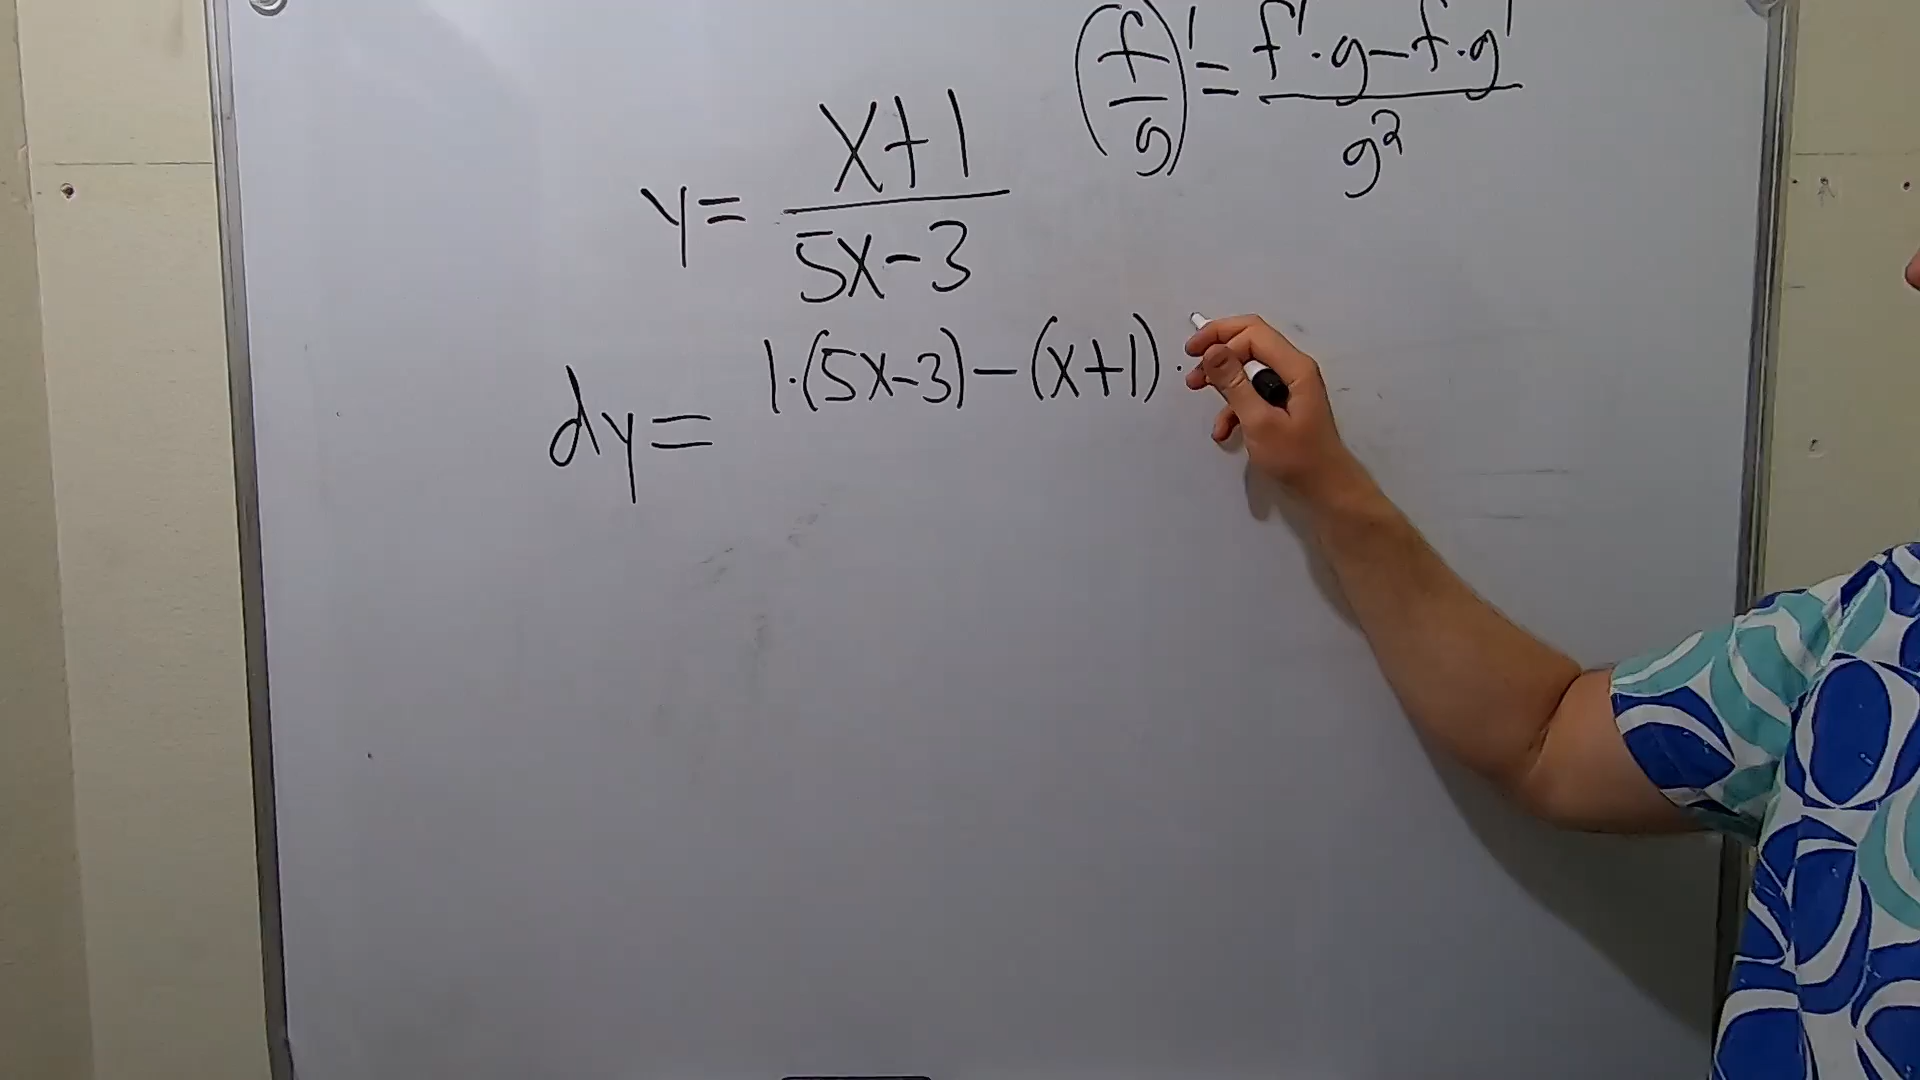 (f/g)' = (f'·g-f·g')/g²
y= (x+1)/(5x-3)
dy= 1·(5x-3)-(x+1)·